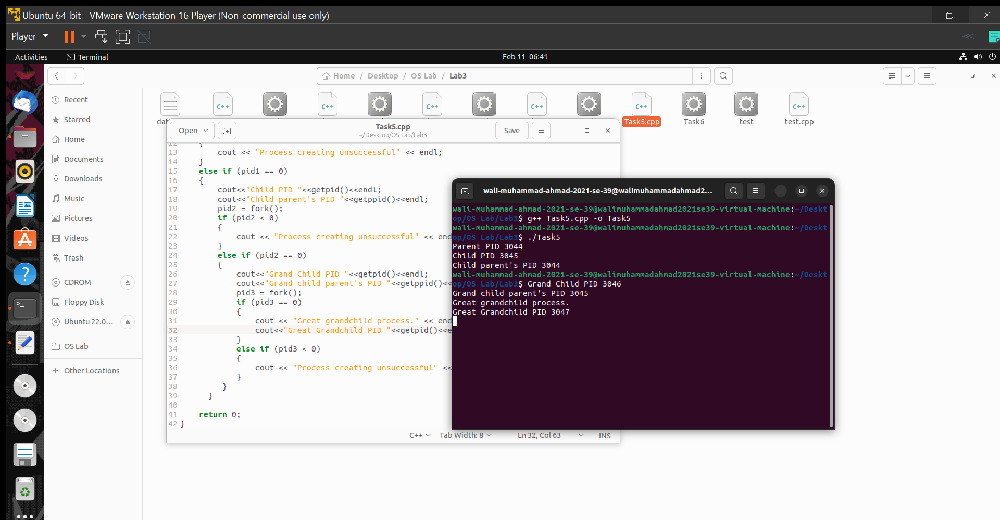 Ubuntu 64-bit - VMware Workstation 16 Player (Non-commercial use only)
Player
Activities
Terminal
Feb 11 06:41
Home / Desktop / OS Lab / Lab3
Recent
Starred
Home
Documents
Downloads
Music
Pictures
Videos
Trash
CDROM
Floppy Disk
Ubuntu 22.0...
OS Lab
Other Locations
Task5.cpp
Task6
test
test.cpp
Open
Task5.cpp
~/Desktop/OS Lab/Lab3
Save
12 {
13 cout << "Process creating unsuccessful" << endl;
14 }
15 else if (pid1 == 0)
16 {
17 cout<<"Child PID "<<getpid()<<endl;
18 cout<<"Child parent's PID "<<getppid()<<endl;
19 pid2 = fork();
20 if (pid2 < 0)
21 {
22 cout << "Process creating unsuccessful" << end
23 }
24 else if (pid2 == 0)
25 {
26 cout<<"Grand Child PID "<<getpid()<<endl;
27 cout<<"Grand child parent's PID "<<getppid()<<
28 pid3 = fork();
29 if (pid3 == 0)
30 {
31 cout << "Great grandchild process." << end
32 cout<<"Great Grandchild PID "<<getpid()<<e
33 }
34 else if (pid3 < 0)
35 {
36 cout << "Process creating unsuccessful" <<
37 }
38 }
39 }
40
41 return 0;
42 }
C++
Tab Width: 8
Ln 32, Col 63
INS
wali-muhammad-ahmad-2021-se-39@walimuhammadahmad2...
wali-muhammad-ahmad-2021-se-39@walimuhammadahmad2021se39-virtual-machine:~/Deskt
op/OS Lab/Lab3$ g++ Task5.cpp -o Task5
wali-muhammad-ahmad-2021-se-39@walimuhammadahmad2021se39-virtual-machine:~/Deskt
op/OS Lab/Lab3$ ./Task5
Parent PID 3044
Child PID 3045
Child parent's PID 3044
wali-muhammad-ahmad-2021-se-39@walimuhammadahmad2021se39-virtual-machine:~/Deskt
op/OS Lab/Lab3$ Grand Child PID 3046
Grand child parent's PID 3045
Great grandchild process.
Great Grandchild PID 3047